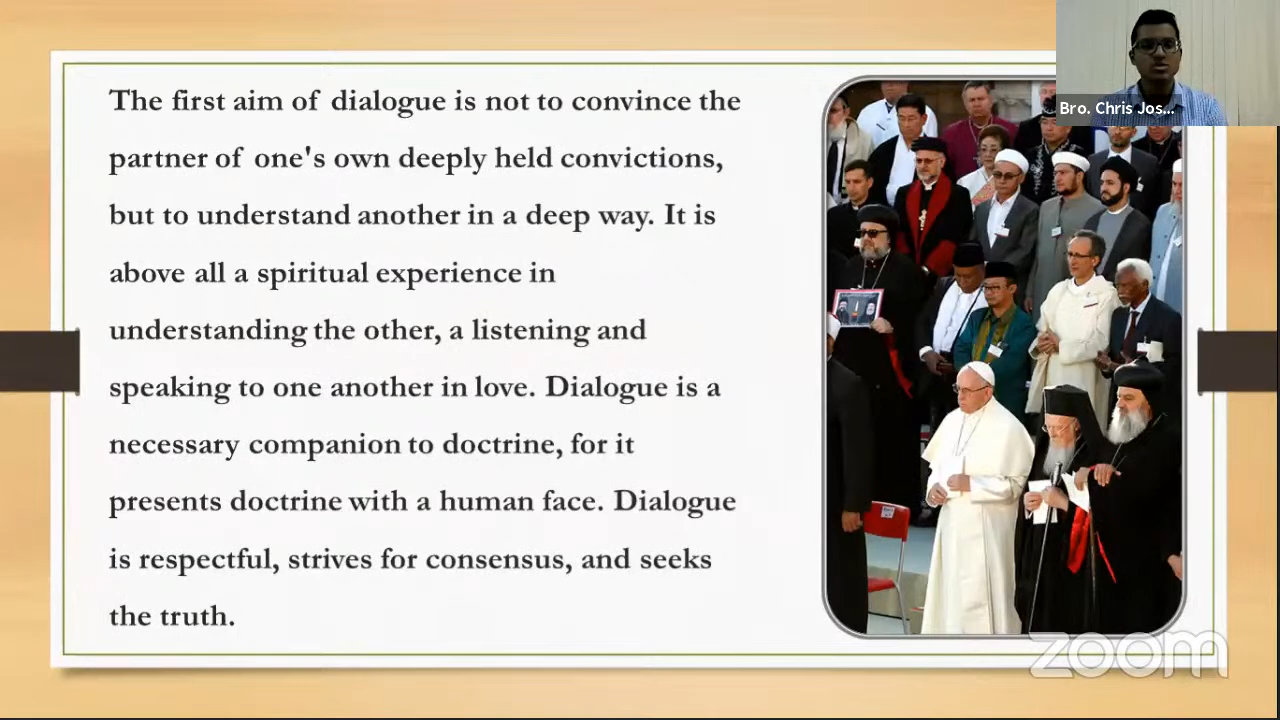 The first aim of dialogue is not to convince the
partner of one's own deeply held convictions,
but to understand another in a deep way. It is
above all a spiritual experience in
understanding the other, a listening and
speaking to one another in love. Dialogue is a
necessary companion to doctrine, for it
presents doctrine with a human face. Dialogue
is respectful, strives for consensus, and seeks
the truth.
Bro. Chris Jos...
zoom